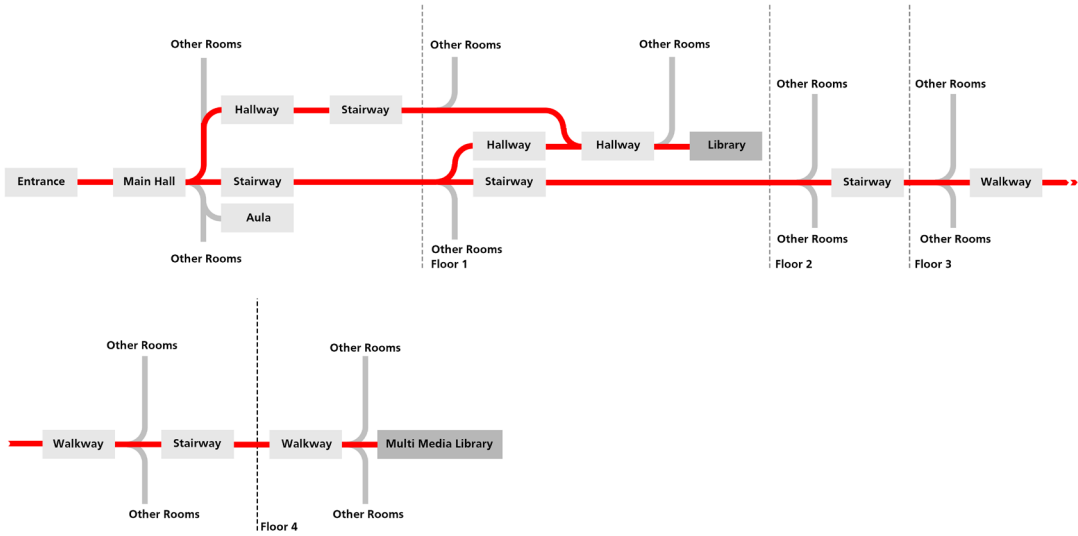 Other Rooms
Other Rooms
Other Rooms
Other Rooms
Other Rooms
Hallway
Stairway
Hallway
Hallway
Library
Entrance
Main Hall
Stairway
Stairway
Stairway
Walkway
Aula
Other Rooms
Other Rooms
Other Rooms
Other Rooms
Floor 1
Floor 2
Floor 3
Other Rooms
Other Rooms
Walkway
Stairway
Walkway
Multi Media Library
Other Rooms
Other Rooms
Floor 4